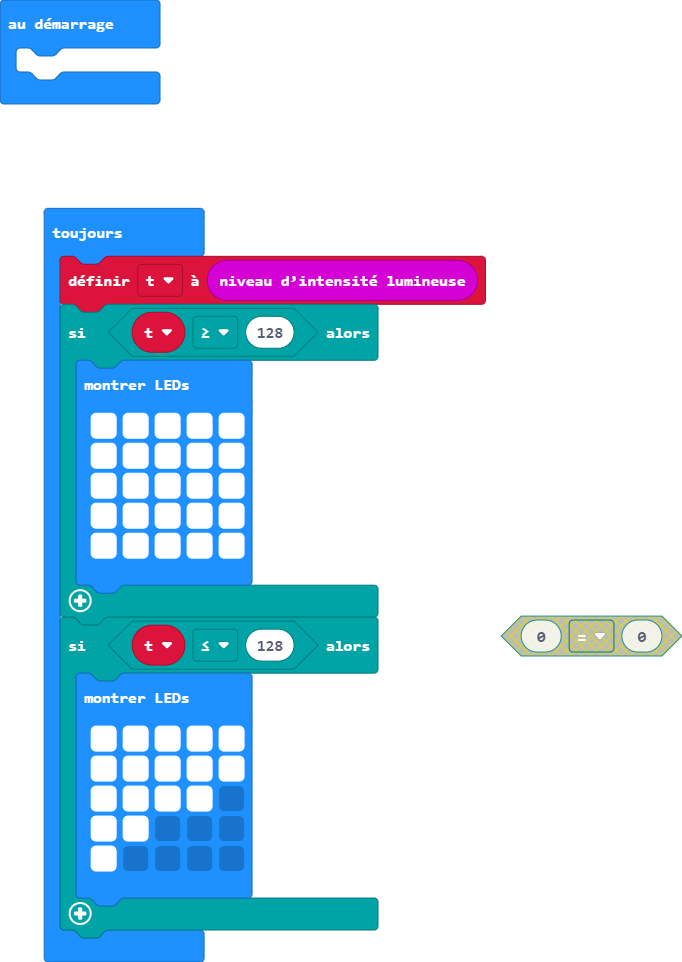 au démarrage
toujours
définir t à niveau d’intensité lumineuse
si t ≥ 128 alors
montrer LEDs
si t ≤ 128 alors
0 = 0
montrer LEDs